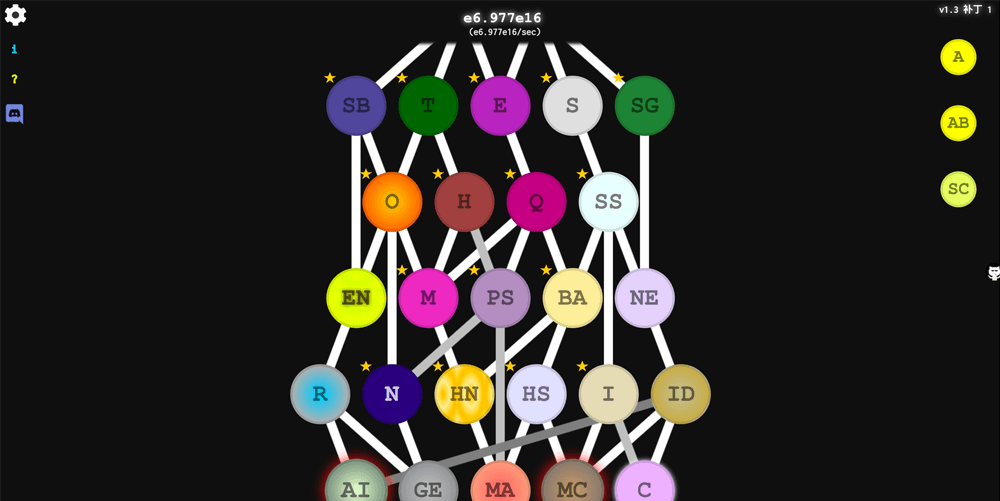 e6.977e16
(e6.977e16/sec)
v1.3 补丁 1
i
?
A
AB
SC
SB T E S SG
O H Q SS
EN M PS BA NE
R N HN HS I ID
AI GE MA MC C